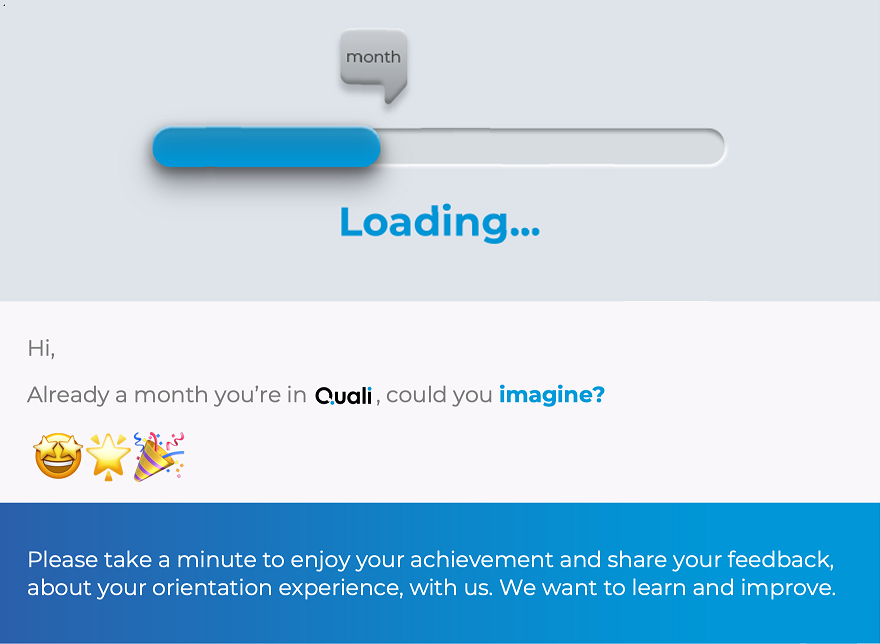 month
Loading...
Hi,
Already a month you’re in Quali, could you imagine?
Please take a minute to enjoy your achievement and share your feedback,
about your orientation experience, with us. We want to learn and improve.